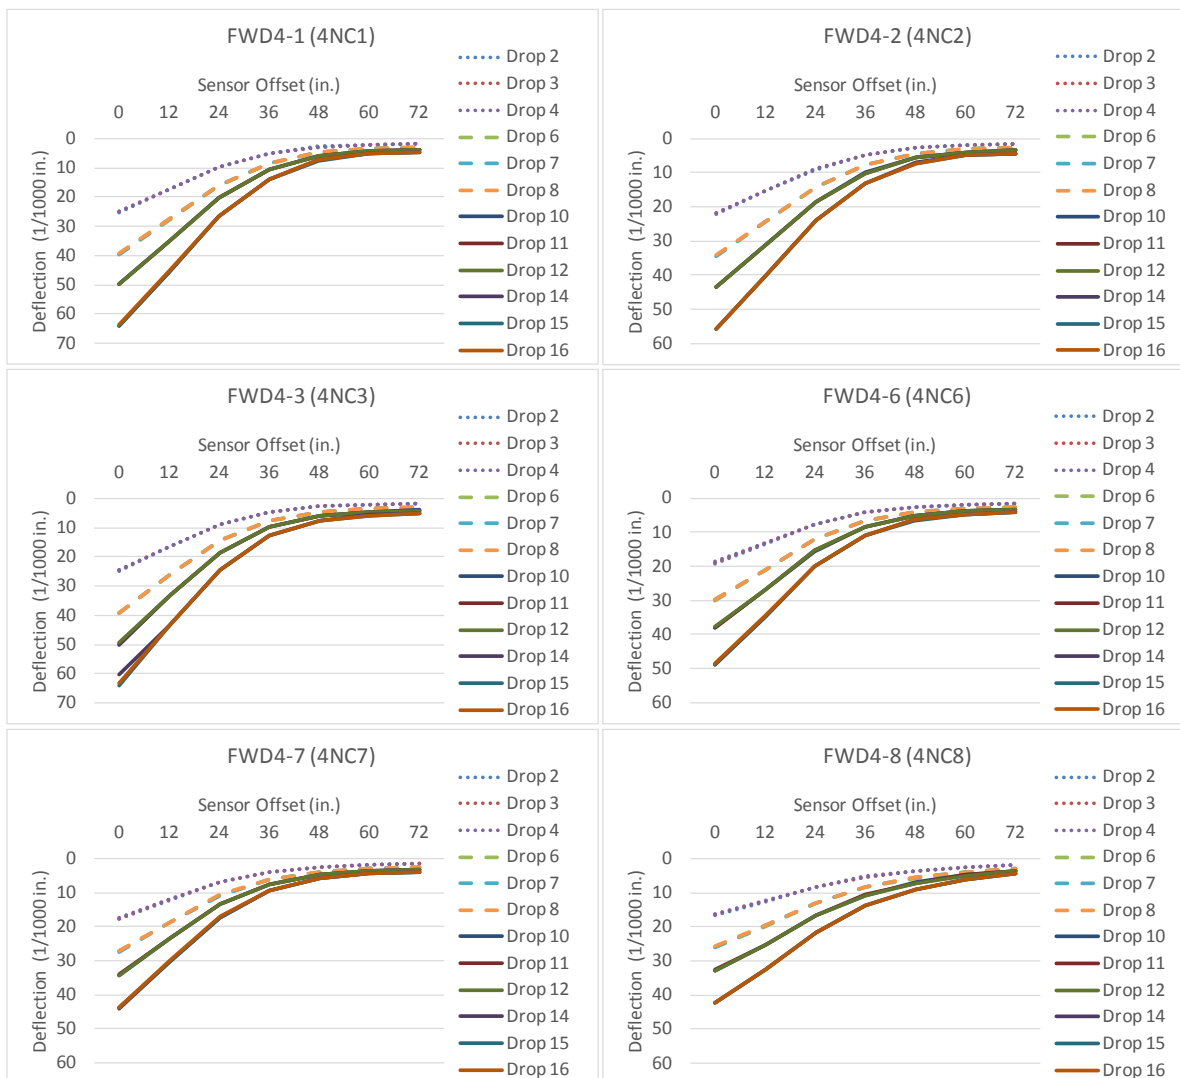 FWD4-1 (4NC1)
Sensor Offset (in.)
0 12 24 36 48 60 72
0
10
20
30
40
50
60
70
Deflection (1/1000 in.)
Drop 2
Drop 3
Drop 4
Drop 6
Drop 7
Drop 8
Drop 10
Drop 11
Drop 12
Drop 14
Drop 15
Drop 16
FWD4-2 (4NC2)
Sensor Offset (in.)
0 12 24 36 48 60 72
0
10
20
30
40
50
60
Deflection (1/1000 in.)
Drop 2
Drop 3
Drop 4
Drop 6
Drop 7
Drop 8
Drop 10
Drop 11
Drop 12
Drop 14
Drop 15
Drop 16
FWD4-3 (4NC3)
Sensor Offset (in.)
0 12 24 36 48 60 72
0
10
20
30
40
50
60
70
Deflection (1/1000 in.)
Drop 2
Drop 3
Drop 4
Drop 6
Drop 7
Drop 8
Drop 10
Drop 11
Drop 12
Drop 14
Drop 15
Drop 16
FWD4-6 (4NC6)
Sensor Offset (in.)
0 12 24 36 48 60 72
0
10
20
30
40
50
60
Deflection (1/1000 in.)
Drop 2
Drop 3
Drop 4
Drop 6
Drop 7
Drop 8
Drop 10
Drop 11
Drop 12
Drop 14
Drop 15
Drop 16
FWD4-7 (4NC7)
Sensor Offset (in.)
0 12 24 36 48 60 72
0
10
20
30
40
50
60
Deflection (1/1000 in.)
Drop 2
Drop 3
Drop 4
Drop 6
Drop 7
Drop 8
Drop 10
Drop 11
Drop 12
Drop 14
Drop 15
Drop 16
FWD4-8 (4NC8)
Sensor Offset (in.)
0 12 24 36 48 60 72
0
10
20
30
40
50
60
Deflection (1/1000 in.)
Drop 2
Drop 3
Drop 4
Drop 6
Drop 7
Drop 8
Drop 10
Drop 11
Drop 12
Drop 14
Drop 15
Drop 16